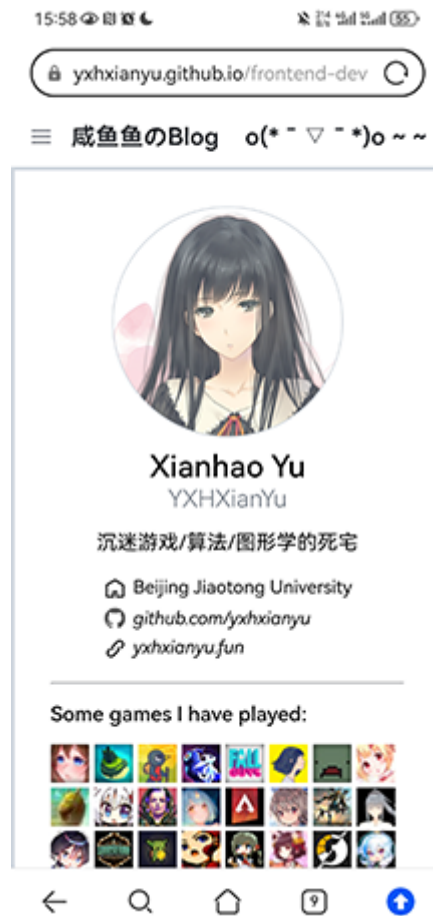 15:58
55
yxhxianyu.github.io/frontend-dev
咸鱼鱼のBlog o(*￣▽￣*)o ~ ~
Xianhao Yu
YXHXianYu
沉迷游戏/算法/图形学的死宅
Beijing Jiaotong University
github.com/yxhxianyu
yxhxianyu.fun
Some games I have played:
9